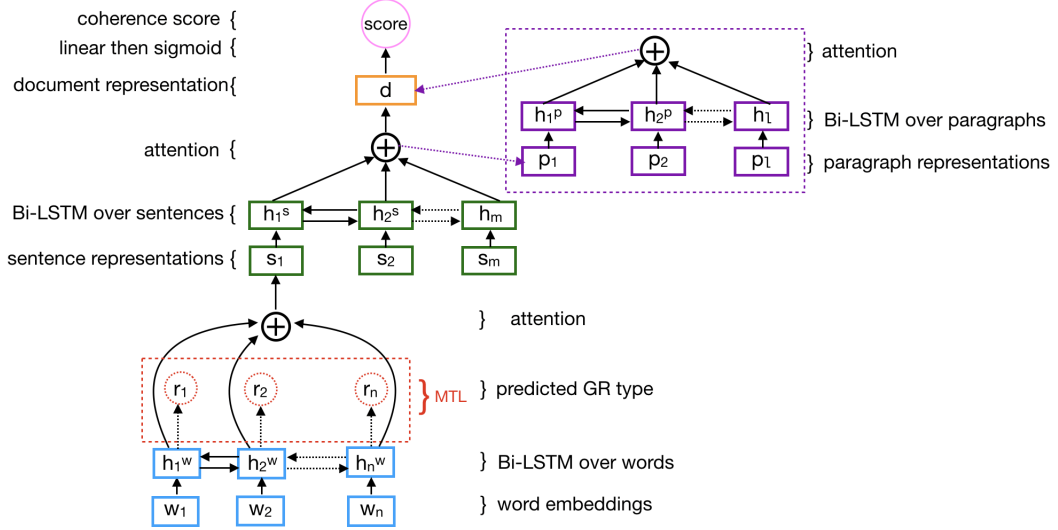 coherence score {
score
linear then sigmoid {
document representation {
d
attention {
} attention
h₁ᵖ h₂ᵖ hₗ
} Bi-LSTM over paragraphs
p₁ p₂ pₗ
} paragraph representations
Bi-LSTM over sentences {
h₁ˢ h₂ˢ hₘ
sentence representations {
s₁ s₂ sₘ
} attention
r₁ r₂ rₙ
} MTL
} predicted GR type
h₁ʷ h₂ʷ hₙʷ
} Bi-LSTM over words
w₁ w₂ wₙ
} word embeddings